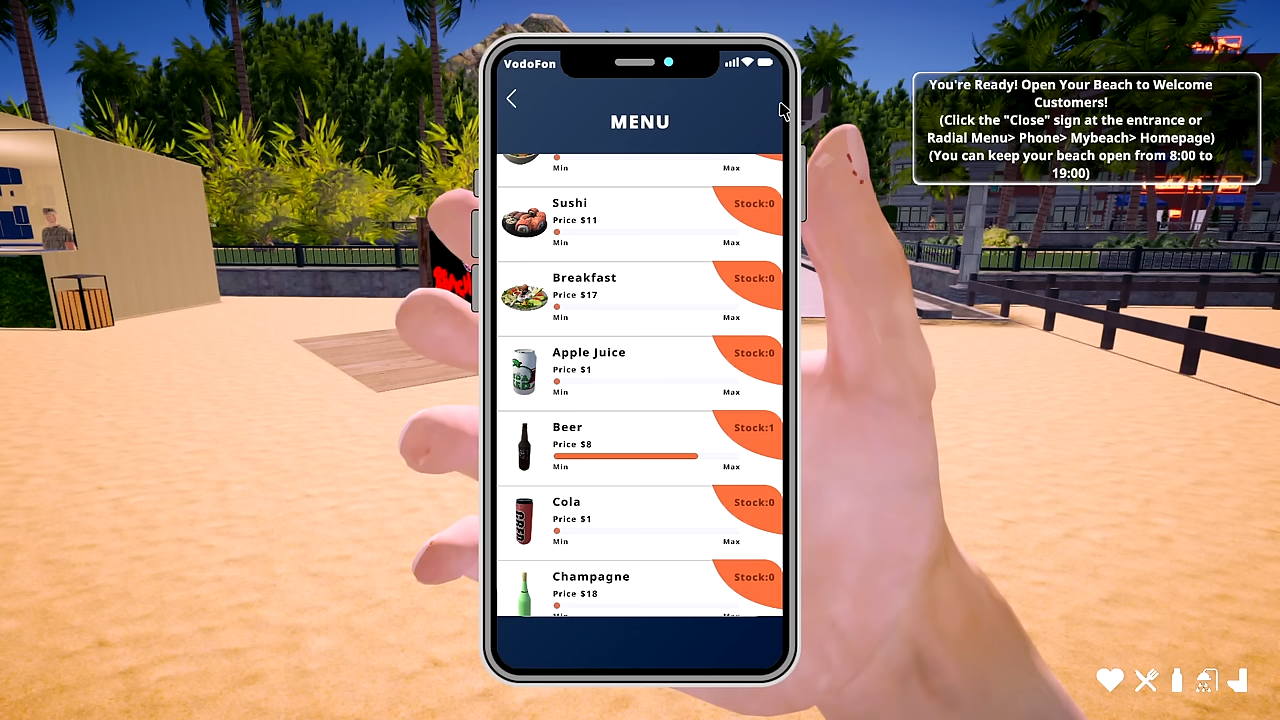 VodoFon
MENU
Min
Max
Sushi
Price $11
Stock:0
Min
Max
Breakfast
Price $17
Stock:0
Min
Max
Apple Juice
Price $1
Stock:0
Min
Max
Beer
Price $8
Stock:1
Min
Max
Cola
Price $1
Stock:0
Min
Max
Champagne
Price $18
Stock:0
You're Ready! Open Your Beach to Welcome
Customers!
(Click the "Close" sign at the entrance or
Radial Menu> Phone> Mybeach> Homepage)
(You can keep your beach open from 8:00 to
19:00)